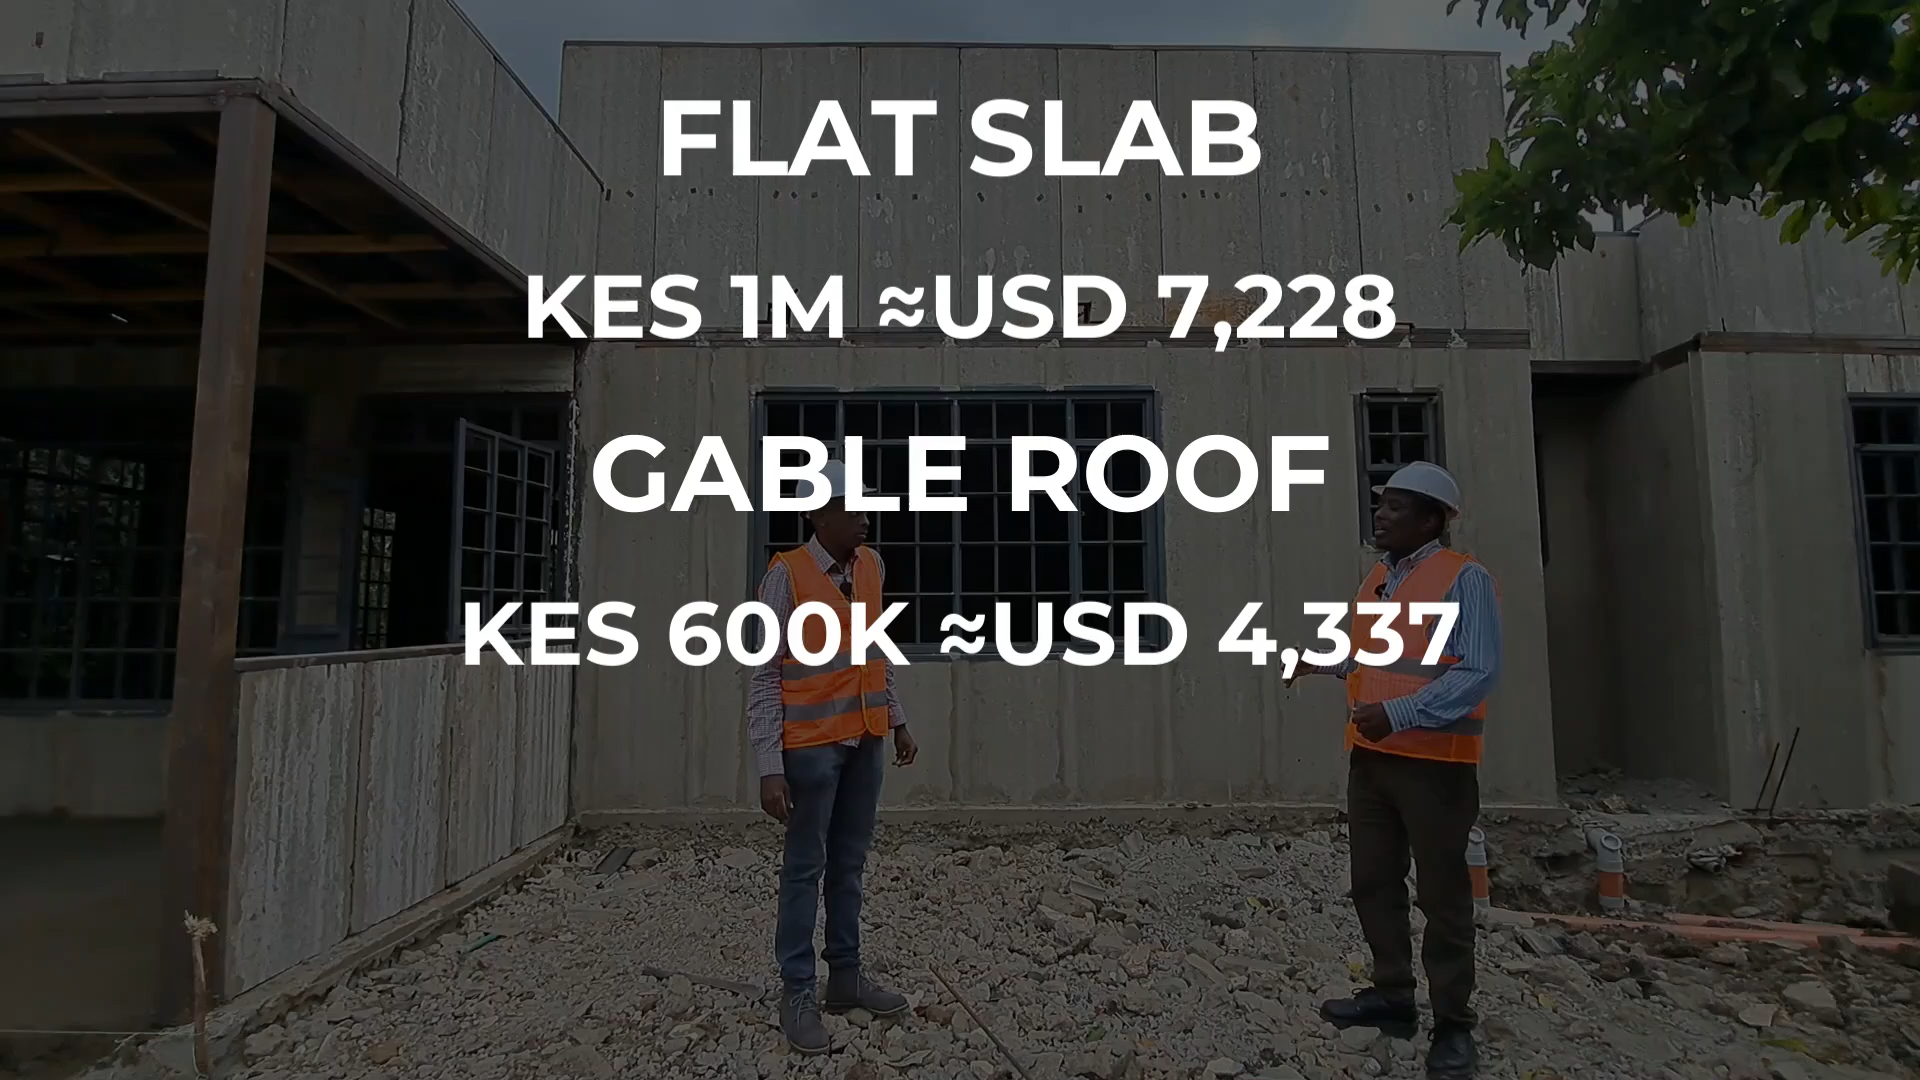 FLAT SLAB
KES 1M ≈USD 7,228
GABLE ROOF
KES 600K ≈USD 4,337